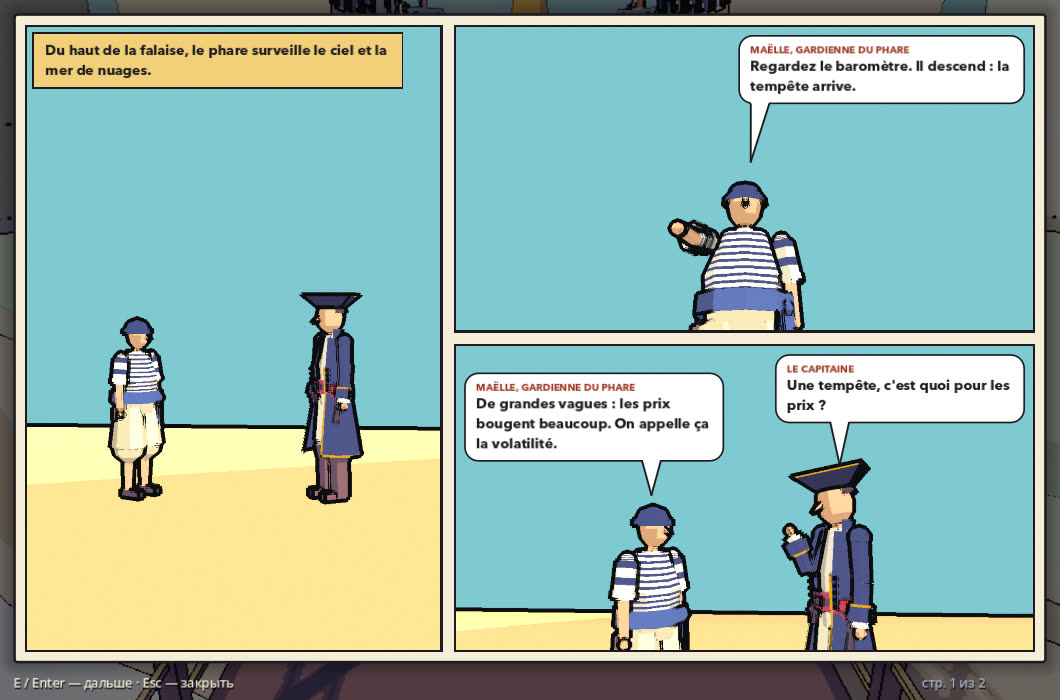 Du haut de la falaise, le phare surveille le ciel et la
mer de nuages.
MAËLLE, GARDIENNE DU PHARE
Regardez le baromètre. Il descend : la
tempête arrive.
MAËLLE, GARDIENNE DU PHARE
De grandes vagues : les prix
bougent beaucoup. On appelle ça
la volatilité.
LE CAPITAINE
Une tempête, c'est quoi pour les
prix ?
E / Enter — дальше · Esc — закрыть
стр. 1 из 2